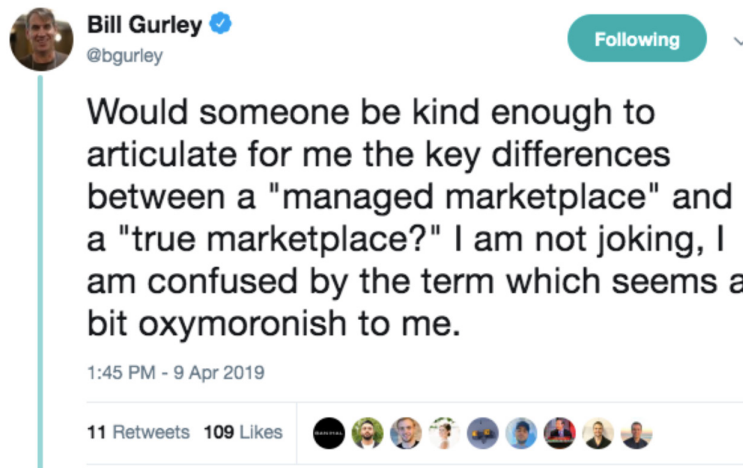 Bill Gurley
@bgurley
Following
Would someone be kind enough to
articulate for me the key differences
between a "managed marketplace" and
a "true marketplace?" I am not joking, I
am confused by the term which seems a
bit oxymoronish to me.
1:45 PM - 9 Apr 2019
11 Retweets 109 Likes